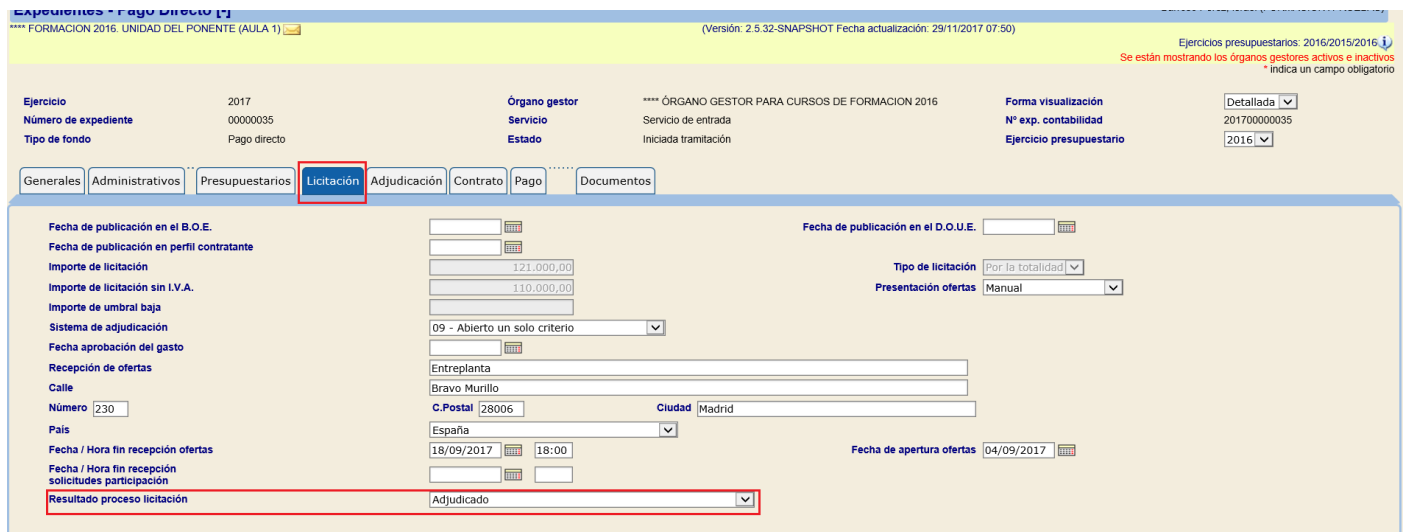 Expedientes - Pago Directo [-]
**** FORMACION 2016. UNIDAD DEL PONENTE (AULA 1) (Versión: 2.5.32-SNAPSHOT Fecha actualización: 29/11/2017 07:50)
Ejercicios presupuestarios: 2016/2015/2016
Se están mostrando los órganos gestores activos e inactivos
* indica un campo obligatorio
Ejercicio 2017 Órgano gestor **** ÓRGANO GESTOR PARA CURSOS DE FORMACION 2016 Forma visualización Detallada
Número de expediente 00000035 Servicio Servicio de entrada Nº exp. contabilidad 201700000035
Tipo de fondo Pago directo Estado Iniciada tramitación Ejercicio presupuestario 2016
Generales Administrativos Presupuestarios Licitación Adjudicación Contrato Pago Documentos
Fecha de publicación en el B.O.E. Fecha de publicación en el D.O.U.E.
Fecha de publicación en perfil contratante
Importe de licitación 121.000,00 Tipo de licitación Por la totalidad
Importe de licitación sin I.V.A. 110.000,00 Presentación ofertas Manual
Importe de umbral baja
Sistema de adjudicación 09 - Abierto un solo criterio
Fecha aprobación del gasto
Recepción de ofertas Entreplanta
Calle Bravo Murillo
Número 230 C.Postal 28006 Ciudad Madrid
País España
Fecha / Hora fin recepción ofertas 18/09/2017 18:00 Fecha de apertura ofertas 04/09/2017
Fecha / Hora fin recepción
solicitudes participación
Resultado proceso licitación Adjudicado